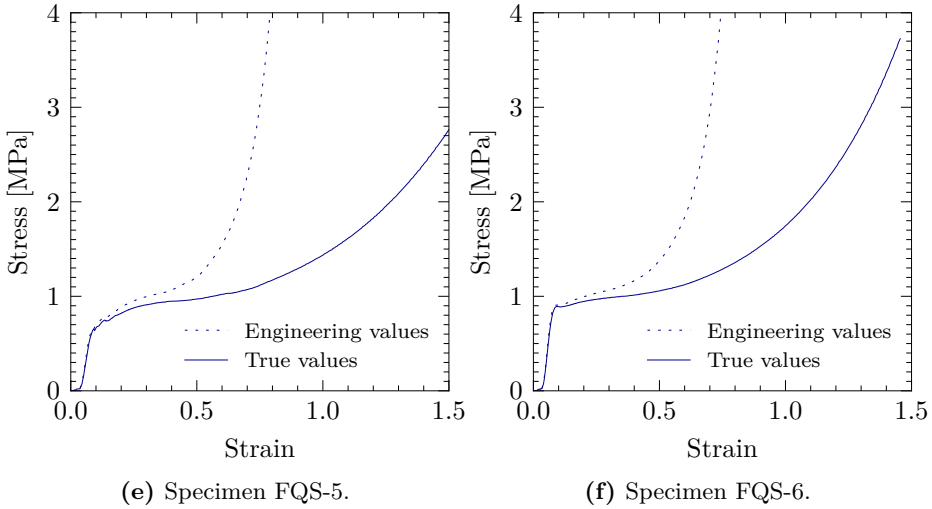 4
3
2
1
0
0.0 0.5 1.0 1.5
Stress [MPa]
Strain
Engineering values
True values
(e) Specimen FQS-5.
4
3
2
1
0
0.0 0.5 1.0 1.5
Stress [MPa]
Strain
Engineering values
True values
(f) Specimen FQS-6.